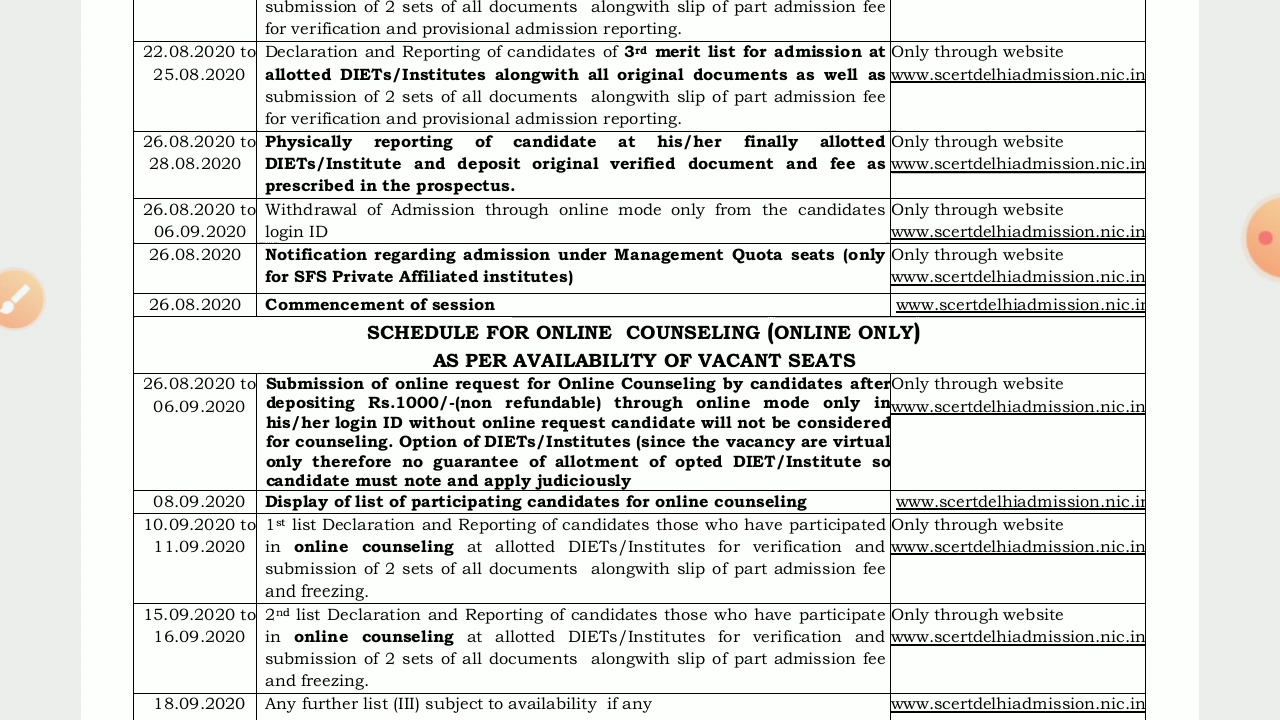 submission of 2 sets of all documents alongwith slip of part admission fee
for verification and provisional admission reporting.
22.08.2020 to
25.08.2020
Declaration and Reporting of candidates of 3rd merit list for admission at
allotted DIETs/Institutes alongwith all original documents as well as
submission of 2 sets of all documents alongwith slip of part admission fee
for verification and provisional admission reporting.
Only through website
www.scertdelhiadmission.nic.in
26.08.2020 to
28.08.2020
Physically reporting of candidate at his/her finally allotted
DIETs/Institute and deposit original verified document and fee as
prescribed in the prospectus.
Only through website
www.scertdelhiadmission.nic.in
26.08.2020 to
06.09.2020
Withdrawal of Admission through online mode only from the candidates
login ID
Only through website
www.scertdelhiadmission.nic.in
26.08.2020
Notification regarding admission under Management Quota seats (only
for SFS Private Affiliated institutes)
Only through website
www.scertdelhiadmission.nic.in
26.08.2020
Commencement of session
www.scertdelhiadmission.nic.in
SCHEDULE FOR ONLINE COUNSELING (ONLINE ONLY)
AS PER AVAILABILITY OF VACANT SEATS
26.08.2020 to
06.09.2020
Submission of online request for Online Counseling by candidates after
depositing Rs.1000/-(non refundable) through online mode only in
his/her login ID without online request candidate will not be considered
for counseling. Option of DIETs/Institutes (since the vacancy are virtual
only therefore no guarantee of allotment of opted DIET/Institute so
candidate must note and apply judiciously
Only through website
www.scertdelhiadmission.nic.in
08.09.2020
Display of list of participating candidates for online counseling
www.scertdelhiadmission.nic.in
10.09.2020 to
11.09.2020
1st list Declaration and Reporting of candidates those who have participated
in online counseling at allotted DIETs/Institutes for verification and
submission of 2 sets of all documents alongwith slip of part admission fee
and freezing.
Only through website
www.scertdelhiadmission.nic.in
15.09.2020 to
16.09.2020
2nd list Declaration and Reporting of candidates those who have participate
in online counseling at allotted DIETs/Institutes for verification and
submission of 2 sets of all documents alongwith slip of part admission fee
and freezing.
Only through website
www.scertdelhiadmission.nic.in
18.09.2020
Any further list (III) subject to availability if any
www.scertdelhiadmission.nic.in